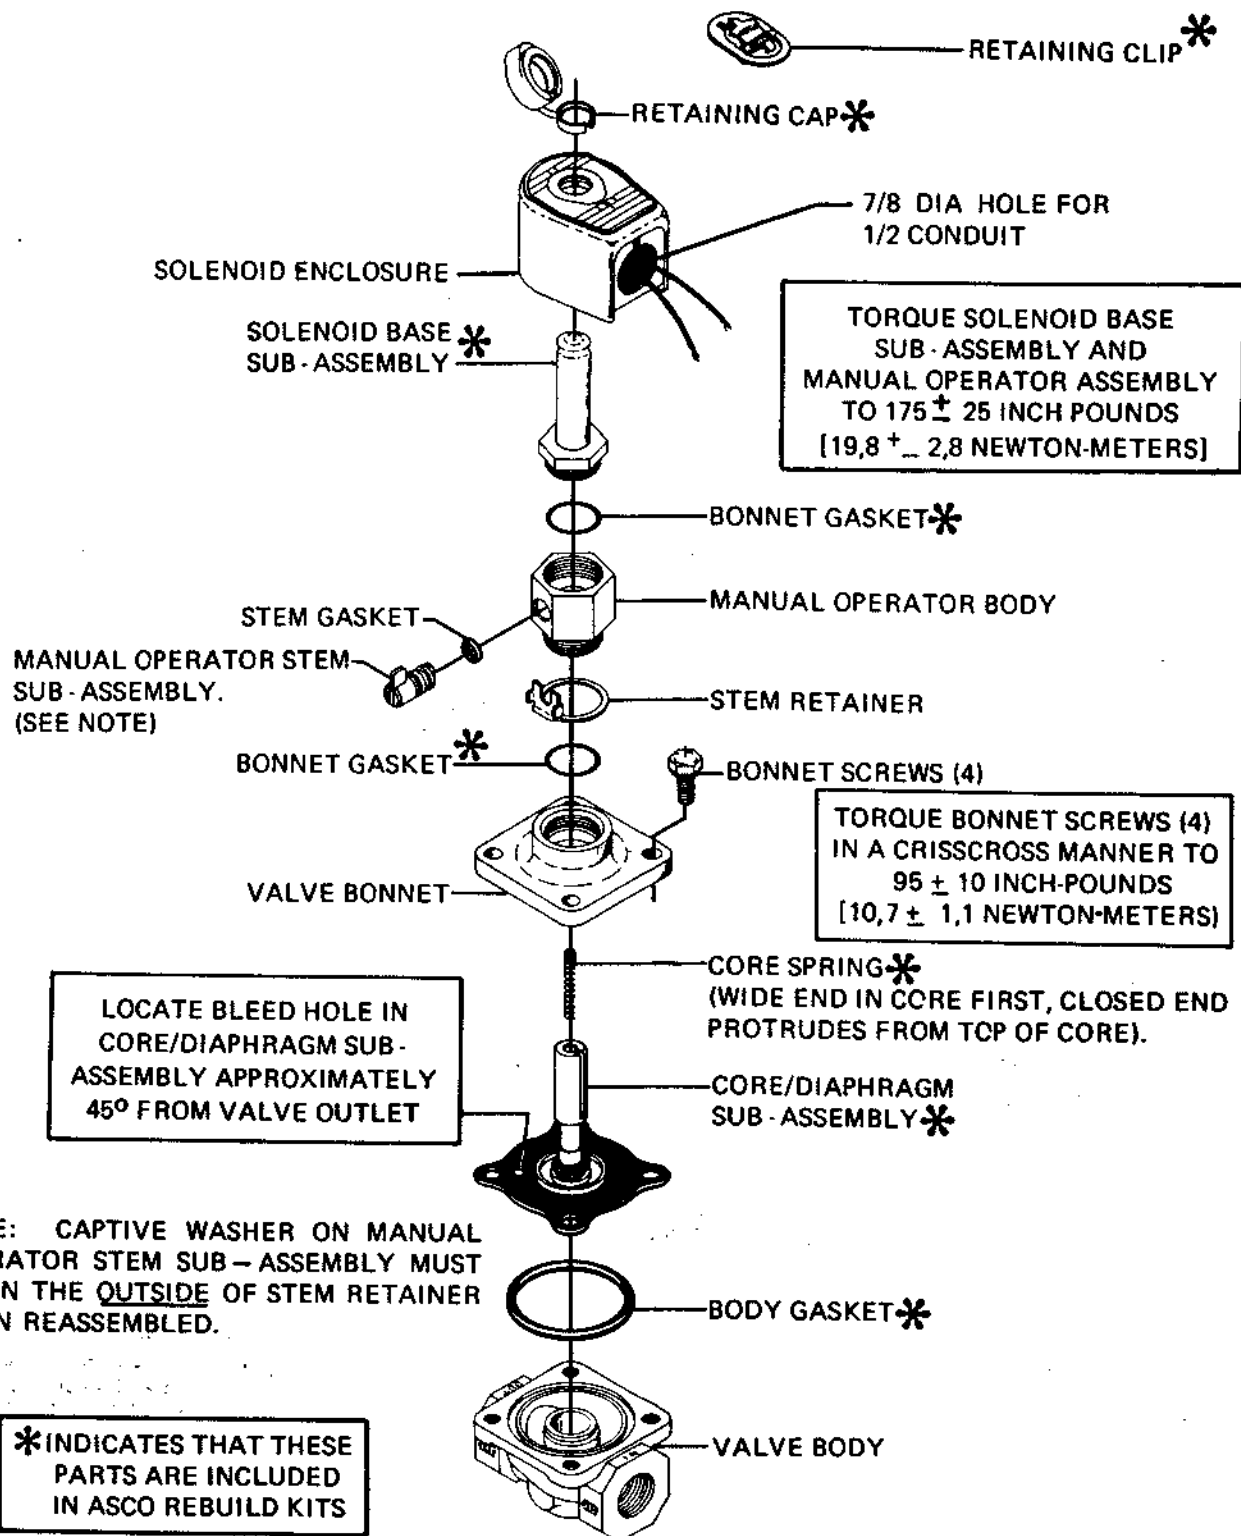 RETAINING CLIP*
RETAINING CAP*
7/8 DIA HOLE FOR
1/2 CONDUIT
SOLENOID ENCLOSURE
SOLENOID BASE *
SUB-ASSEMBLY
TORQUE SOLENOID BASE
SUB-ASSEMBLY AND
MANUAL OPERATOR ASSEMBLY
TO 175 ± 25 INCH POUNDS
[19,8 +_ 2,8 NEWTON-METERS]
BONNET GASKET*
MANUAL OPERATOR BODY
STEM GASKET
MANUAL OPERATOR STEM
SUB-ASSEMBLY.
(SEE NOTE)
STEM RETAINER
BONNET GASKET*
BONNET SCREWS (4)
TORQUE BONNET SCREWS (4)
IN A CRISSCROSS MANNER TO
95 ± 10 INCH-POUNDS
[10,7 ± 1,1 NEWTON-METERS)
VALVE BONNET
CORE SPRING*
(WIDE END IN CORE FIRST, CLOSED END
PROTRUDES FROM TCP OF CORE).
LOCATE BLEED HOLE IN
CORE/DIAPHRAGM SUB-
ASSEMBLY APPROXIMATELY
45º FROM VALVE OUTLET
CORE/DIAPHRAGM
SUB-ASSEMBLY*
E: CAPTIVE WASHER ON MANUAL
RATOR STEM SUB-ASSEMBLY MUST
N THE OUTSIDE OF STEM RETAINER
N REASSEMBLED.
BODY GASKET*
VALVE BODY
*INDICATES THAT THESE
PARTS ARE INCLUDED
IN ASCO REBUILD KITS